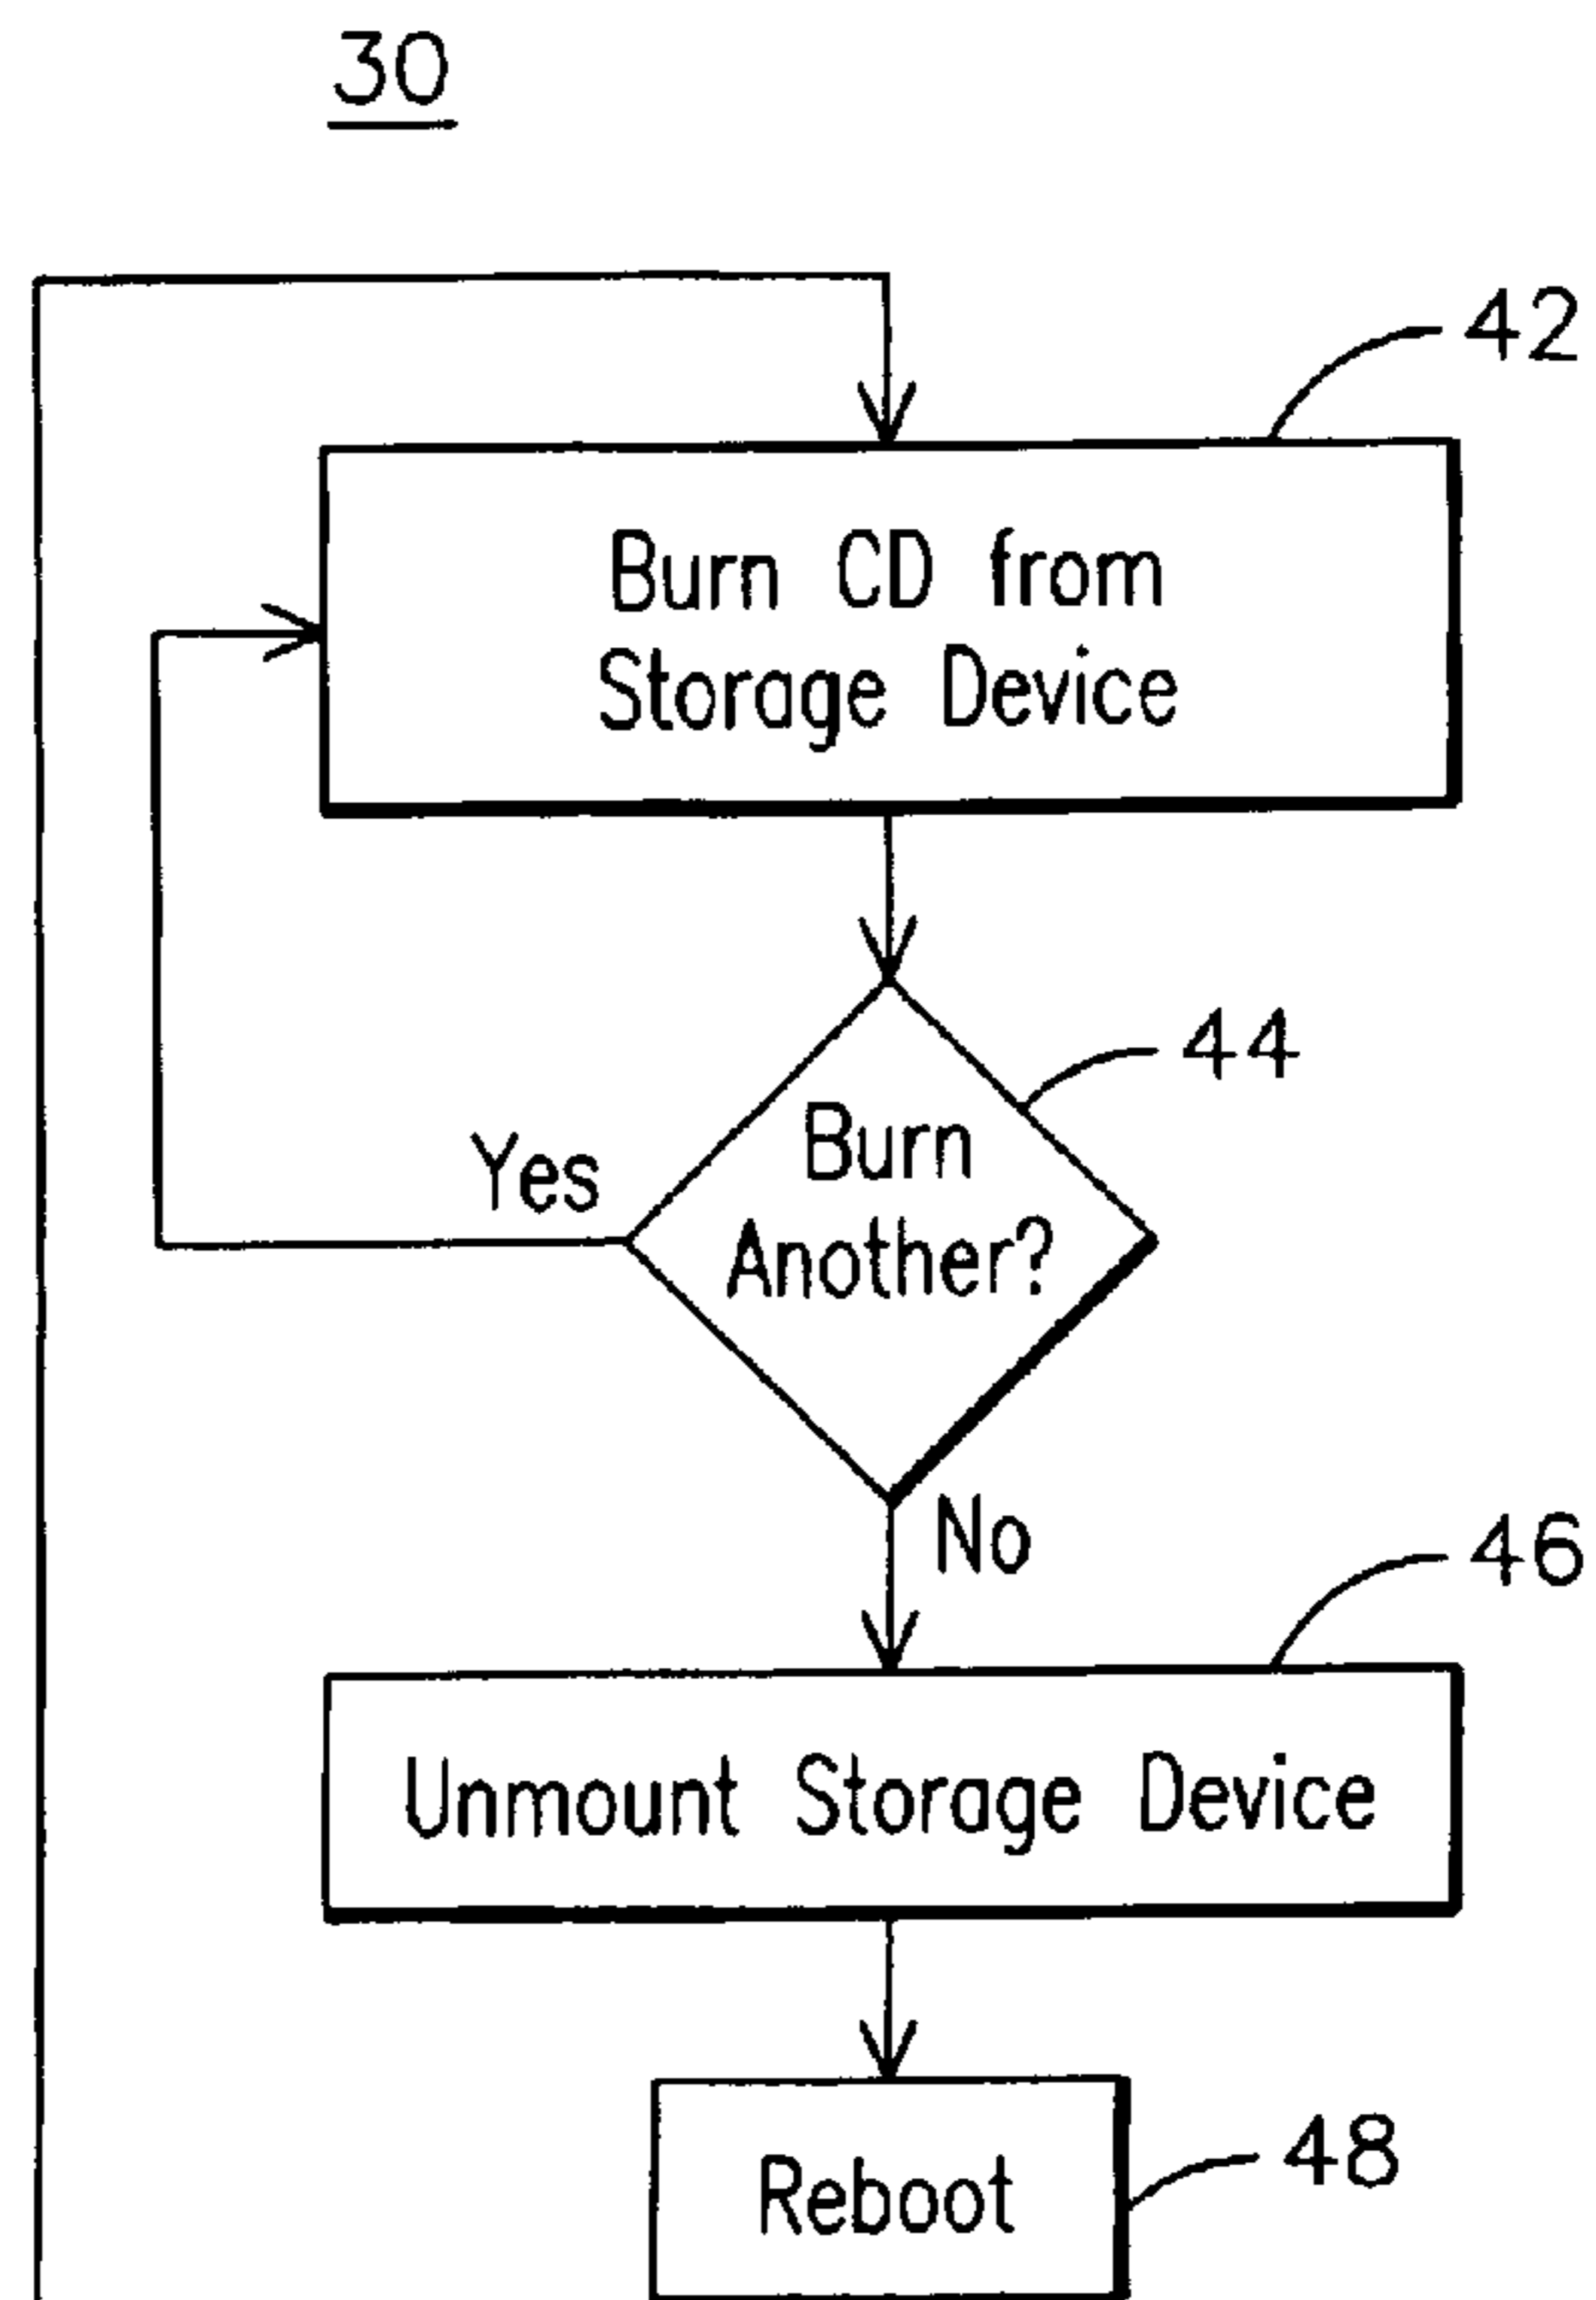 30
42
Burn CD from
Storage Device
44
Burn
Another?
Yes
No
46
Unmount Storage Device
Reboot
48